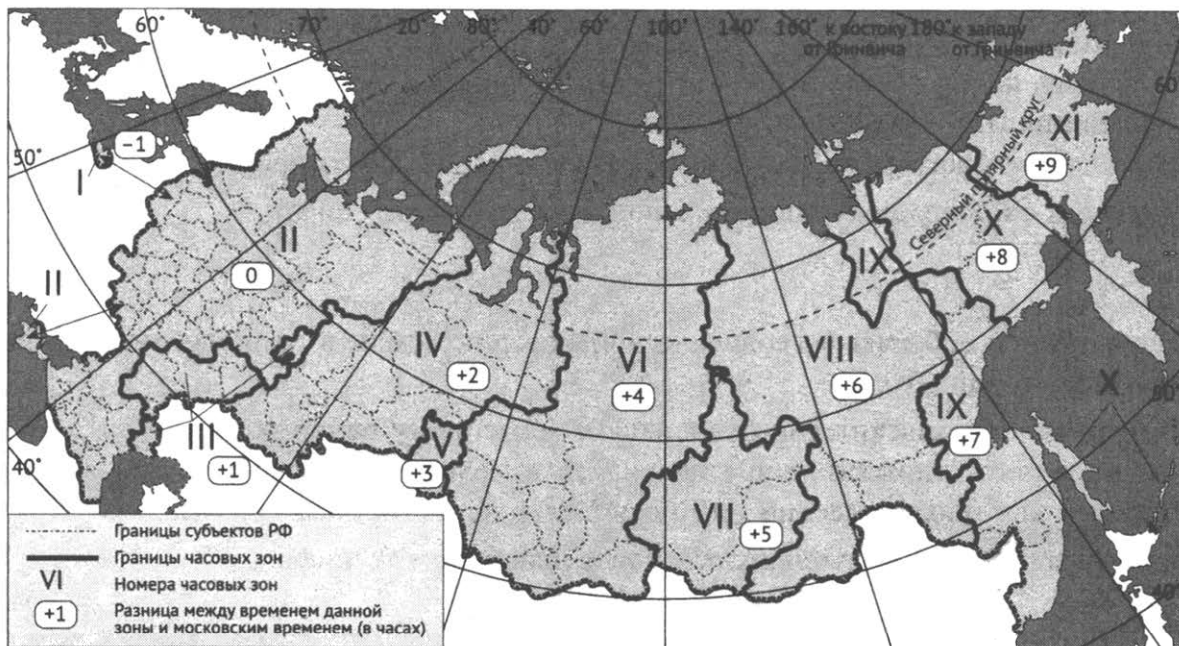 60°
70°
20°
40°
60°
100°
140°
160°
к востоку
от Гринвича
180°
к западу
от Гринвича
60
50°
−1
I
II
0
II
III
+1
40°
IV
+2
V
+3
VI
+4
VII
+5
VIII
+6
IX
IX
+7
X
+8
XI
+9
X
Северный полярный круг
Границы субъектов РФ
Границы часовых зон
VI
Номера часовых зон
+1
Разница между временем данной
зоны и московским временем (в часах)